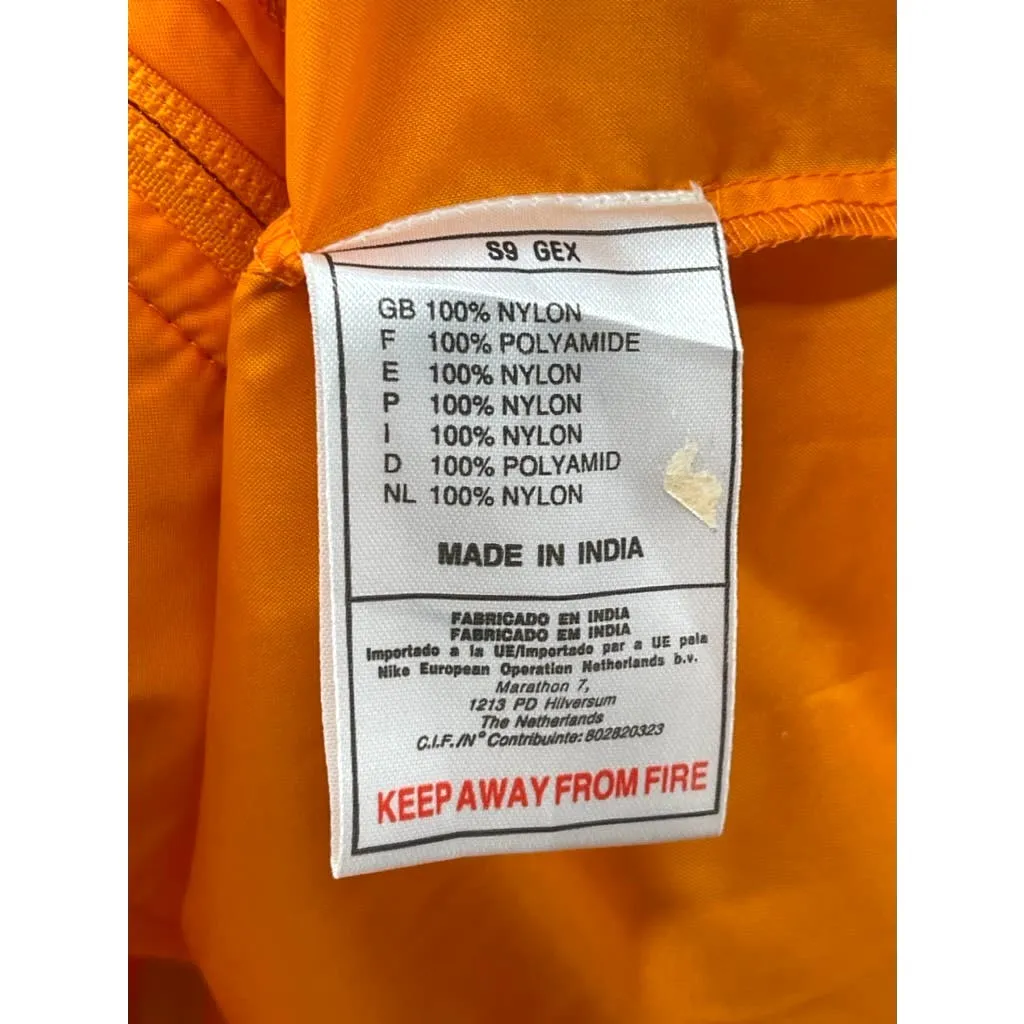 S9 GEX
GB 100% NYLON
F 100% POLYAMIDE
E 100% NYLON
P 100% NYLON
I 100% NYLON
D 100% POLYAMID
NL 100% NYLON
MADE IN INDIA
FABRICADO EN INDIA
FABRICADO EM INDIA
Importado a la UE/Importado par a UE pala
Nike European Operation Netherlands b.v.
Marathon 7,
1213 PD Hilversum
The Netherlands
C.I.F./N° Contribuinte: 802820323
KEEP AWAY FROM FIRE